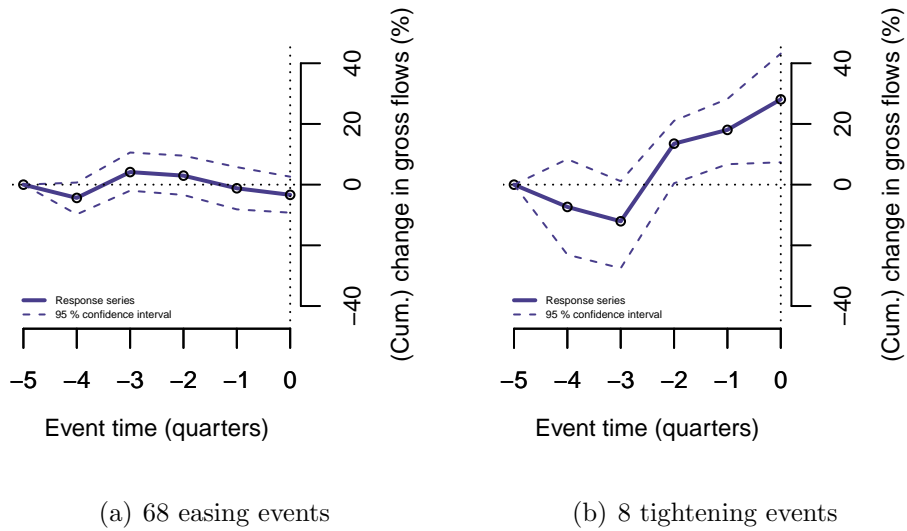 40
20
0
−40
(Cum.) change in gross flows (%)
Response series
95 % confidence interval
−5 −4 −3 −2 −1 0
Event time (quarters)
(a) 68 easing events
40
20
0
−40
(Cum.) change in gross flows (%)
Response series
95 % confidence interval
−5 −4 −3 −2 −1 0
Event time (quarters)
(b) 8 tightening events